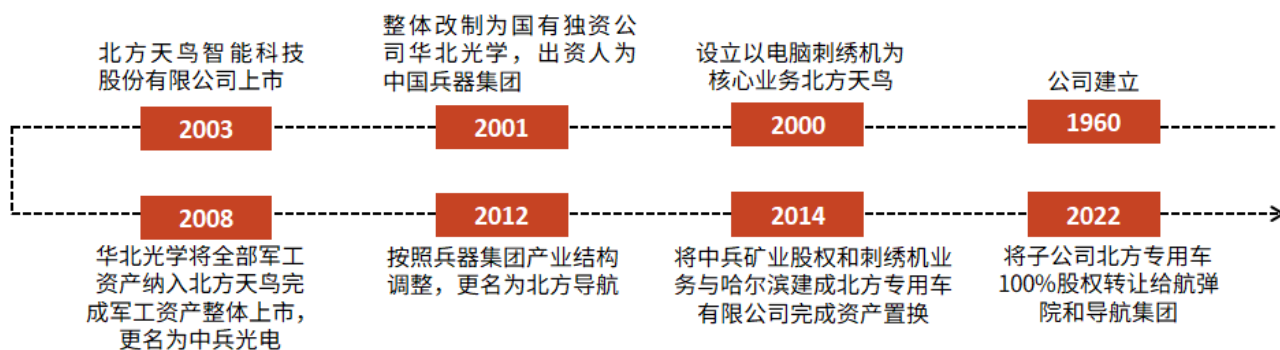 北方天鸟智能科技
股份有限公司上市
2003
整体改制为国有独资公
司华北光学，出资人为
中国兵器集团
2001
设立以电脑刺绣机为
核心业务北方天鸟
2000
公司建立
1960
2008
华北光学将全部军工
资产纳入北方天鸟完
成军工资产整体上市，
更名为中兵光电
2012
按照兵器集团产业结构
调整，更名为北方导航
2014
将中兵矿业股权和刺绣机业
务与哈尔滨建成北方专用车
有限公司完成资产置换
2022
将子公司北方专用车
100%股权转让给航弹
院和导航集团